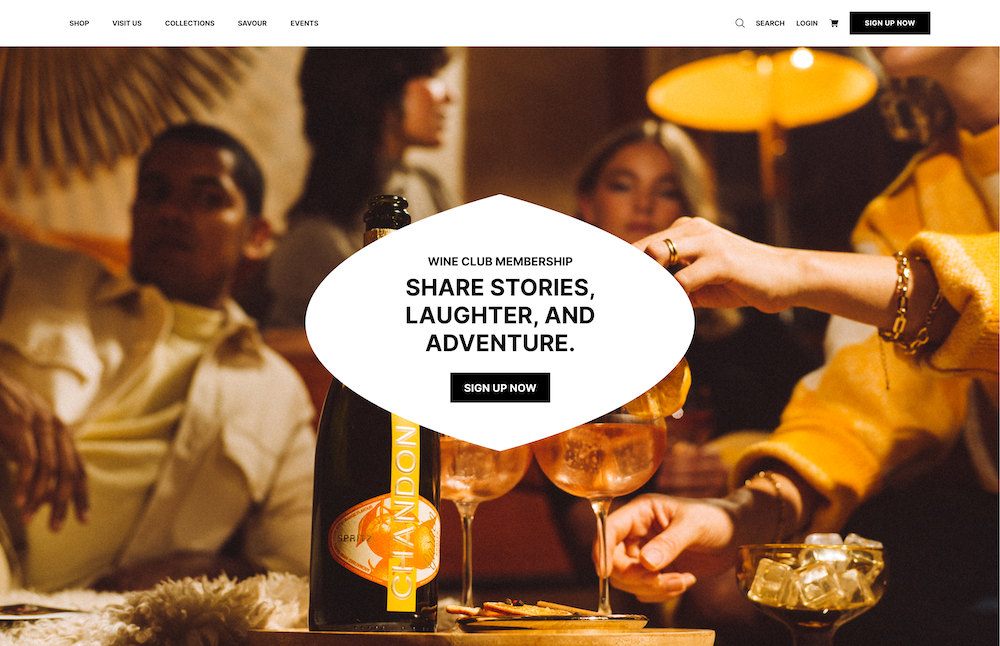 SHOP
VISIT US
COLLECTIONS
SAVOUR
EVENTS
SEARCH
LOGIN
SIGN UP NOW
WINE CLUB MEMBERSHIP
SHARE STORIES,
LAUGHTER, AND
ADVENTURE.
SIGN UP NOW
CHANDON
SPRITZ